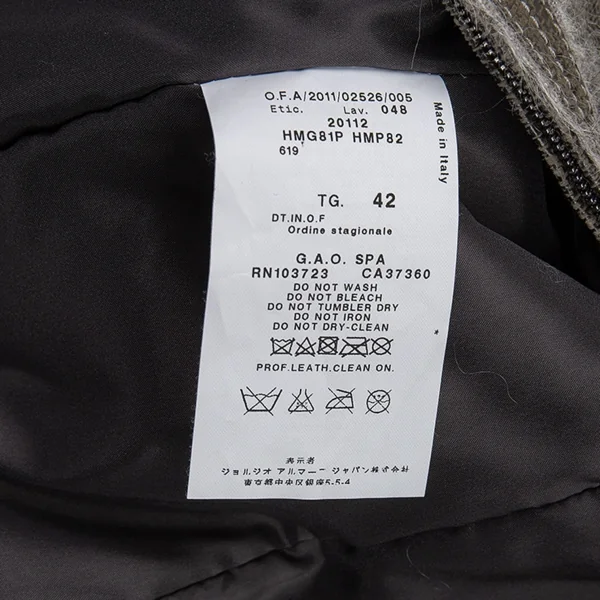 O.F.A/2011/02526/005
Etic. Lav. 048
20112
HMG81P HMP82
619
Made in Italy
TG. 42
DT.IN.O.F
Ordine stagionale
G.A.O. SPA
RN103723 CA37360
DO NOT WASH
DO NOT BLEACH
DO NOT TUMBLER DRY
DO NOT IRON
DO NOT DRY-CLEAN
*
PROF.LEATH.CLEAN ON.
表示者
ジョルジオ アルマーニ ジャパン株式会社
東京都中央区銀座5-5-4